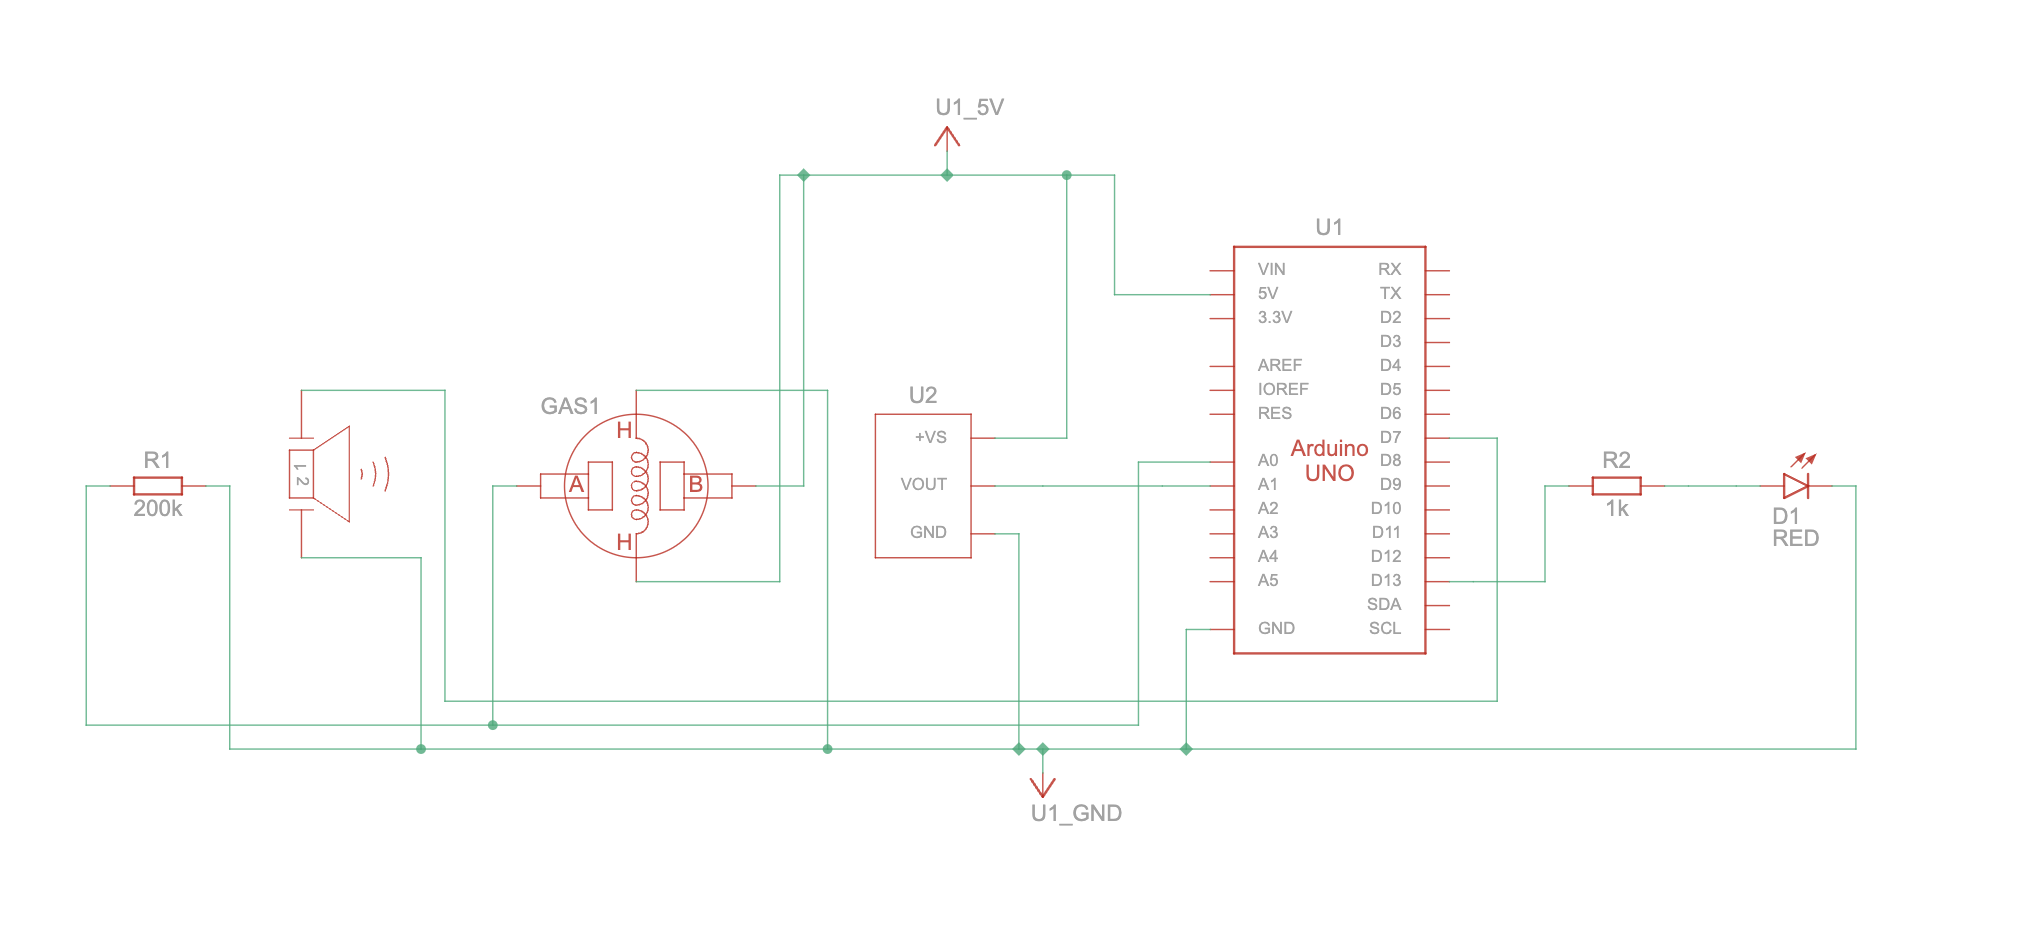 U1_5V
U1
VIN
5V
3.3V
AREF
IOREF
RES
A0
A1
A2
A3
A4
A5
GND
RX
TX
D2
D3
D4
D5
D6
D7
D8
D9
D10
D11
D12
D13
SDA
SCL
Arduino
UNO
U2
+VS
VOUT
GND
GAS1
H
A
B
H
R1
200k
1 2
R2
1k
D1
RED
U1_GND